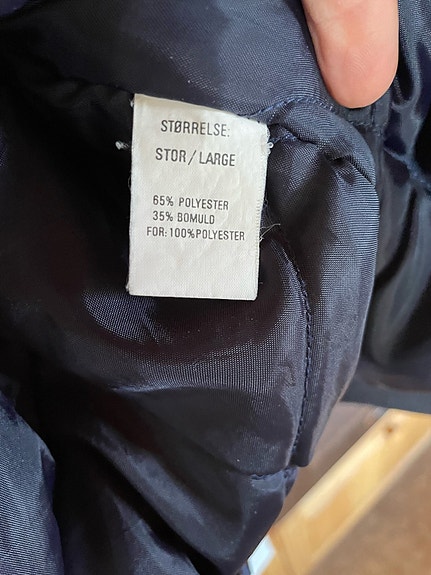 STØRRELSE:
STOR/LARGE
65% POLYESTER
35% BOMULD
FOR: 100%POLYESTER